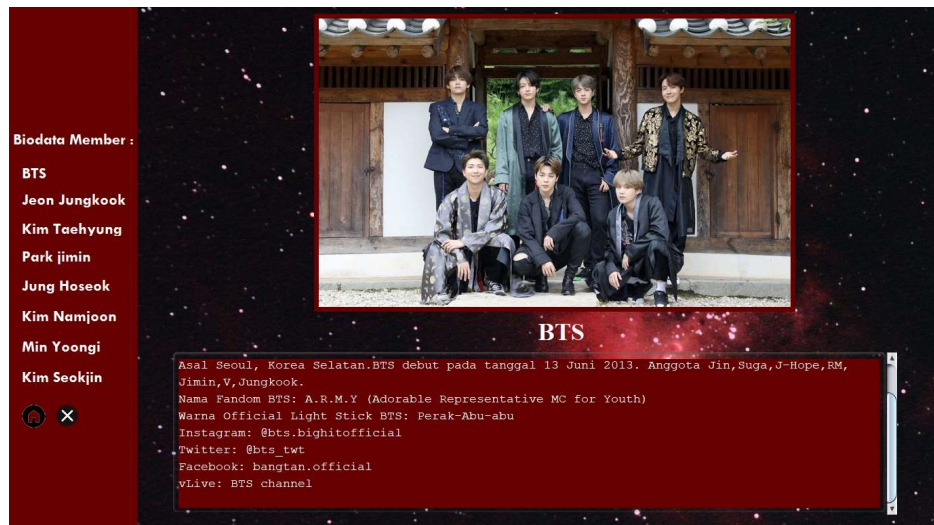 Biodata Member :
BTS
Jeon Jungkook
Kim Taehyung
Park jimin
Jung Hoseok
Kim Namjoon
Min Yoongi
Kim Seokjin
BTS
Asal Seoul, Korea Selatan.BTS debut pada tanggal 13 Juni 2013. Anggota Jin,Suga,J-Hope,RM,
Jimin,V,Jungkook.
Nama Fandom BTS: A.R.M.Y (Adorable Representative MC for Youth)
Warna Official Light Stick BTS: Perak-Abu-abu
Instagram: @bts.bighitofficial
Twitter: @bts_twt
Facebook: bangtan.official
vLive: BTS channel